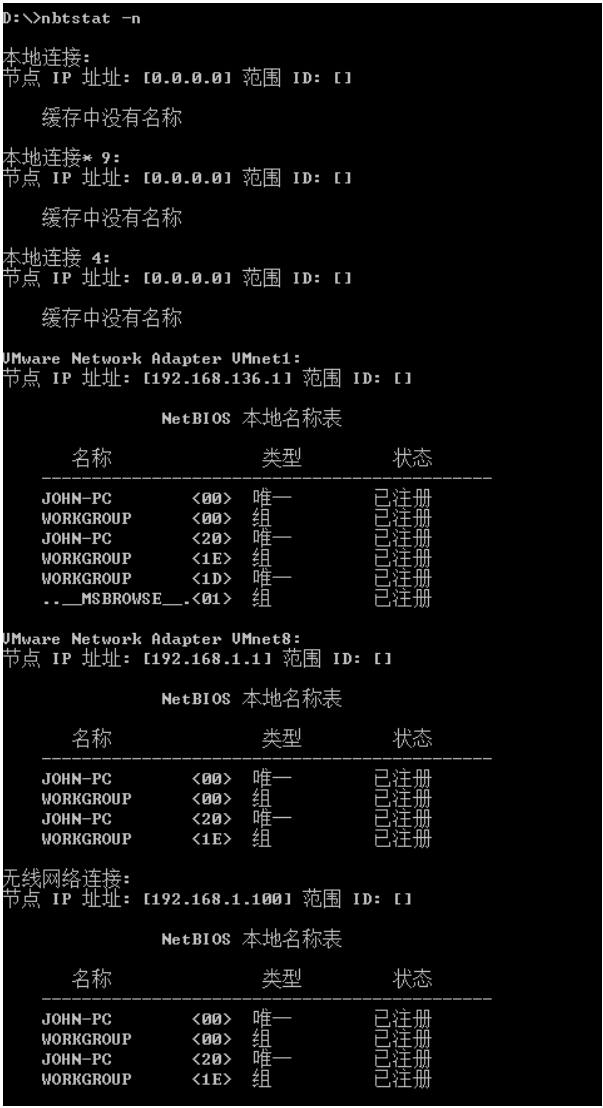 D:\>nbtstat -n
本地连接:
节点 IP 址址: [0.0.0.0] 范围 ID: []
缓存中没有名称
本地连接* 9:
节点 IP 址址: [0.0.0.0] 范围 ID: []
缓存中没有名称
本地连接 4:
节点 IP 址址: [0.0.0.0] 范围 ID: []
缓存中没有名称
VMware Network Adapter VMnet1:
节点 IP 址址: [192.168.136.1] 范围 ID: []
NetBIOS 本地名称表
名称 类型 状态
---------------------------------------------
JOHN-PC <00> 唯一 已注册
WORKGROUP <00> 组 已注册
JOHN-PC <20> 唯一 已注册
WORKGROUP <1E> 组 已注册
WORKGROUP <1D> 唯一 已注册
..__MSBROWSE__.<01> 组 已注册
VMware Network Adapter VMnet8:
节点 IP 址址: [192.168.1.1] 范围 ID: []
NetBIOS 本地名称表
名称 类型 状态
---------------------------------------------
JOHN-PC <00> 唯一 已注册
WORKGROUP <00> 组 已注册
JOHN-PC <20> 唯一 已注册
WORKGROUP <1E> 组 已注册
无线网络连接:
节点 IP 址址: [192.168.1.100] 范围 ID: []
NetBIOS 本地名称表
名称 类型 状态
---------------------------------------------
JOHN-PC <00> 唯一 已注册
WORKGROUP <00> 组 已注册
JOHN-PC <20> 唯一 已注册
WORKGROUP <1E> 组 已注册